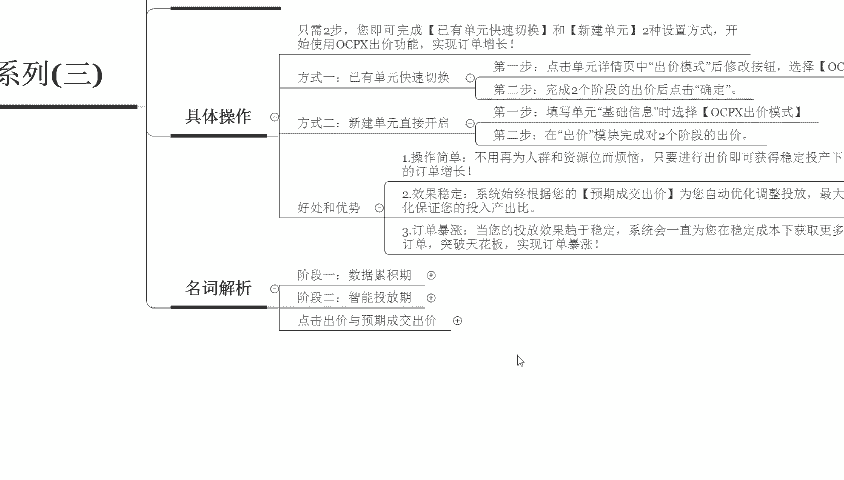 系列(三)
具体操作
只需2步，您即可完成【已有单元快速切换】和【新建单元】2种设置方式，开
始使用OCPX出价功能，实现订单增长！
方式一：已有单元快速切换
第一步：点击单元详情页中“出价模式”后修改按钮，选择【OC
第二步：完成2个阶段的出价后点击“确定”。
方式二：新建单元直接开启
第一步：填写单元“基础信息”时选择【OCPX出价模式】
第二步：在“出价”模块完成对2个阶段的出价。
好处和优势
1.操作简单：不用再为人群和资源位而烦恼，只要进行出价即可获得稳定投产下
的订单增长！
2.效果稳定：系统始终根据您的【预期成交出价】为您自动优化调整投放，最大
化保证您的投入产出比。
3.订单暴涨：当您的投放效果趋于稳定，系统会一直为您在稳定成本下获取更多
订单，突破天花板，实现订单暴涨！
名词解析
阶段一：数据累积期
阶段二：智能投放期
点击出价与预期成交出价